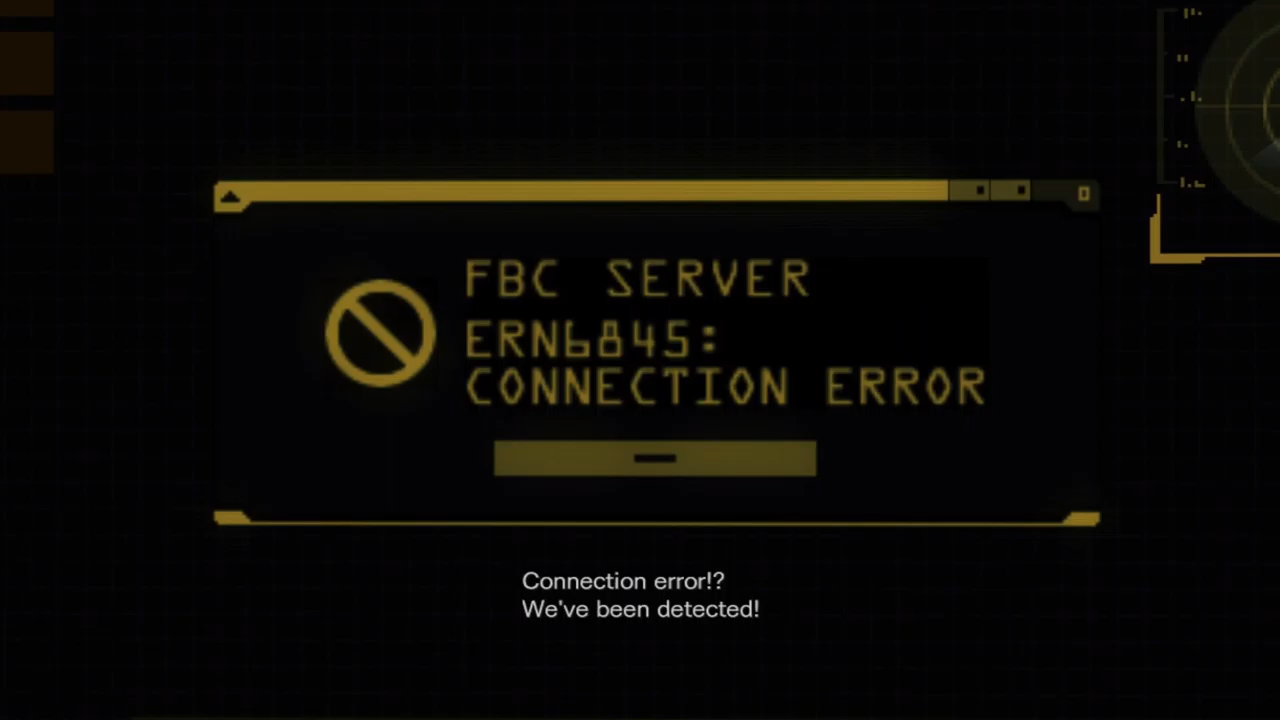 FBC SERVER
ERN6845:
CONNECTION ERROR
Connection error!?
We've been detected!